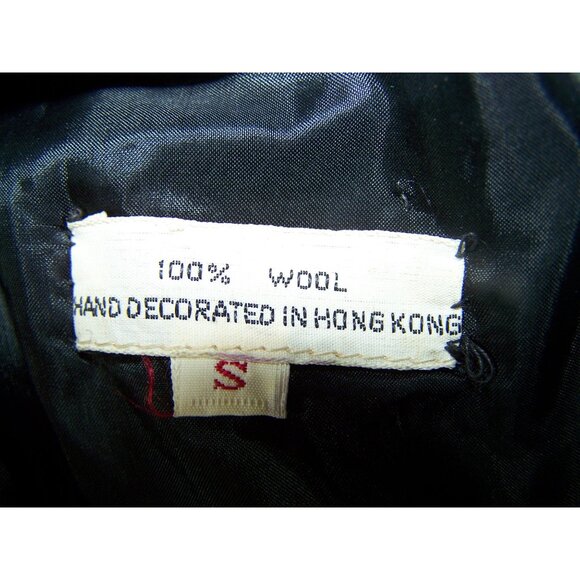 100% WOOL
HAND DECORATED IN HONG KONG
S